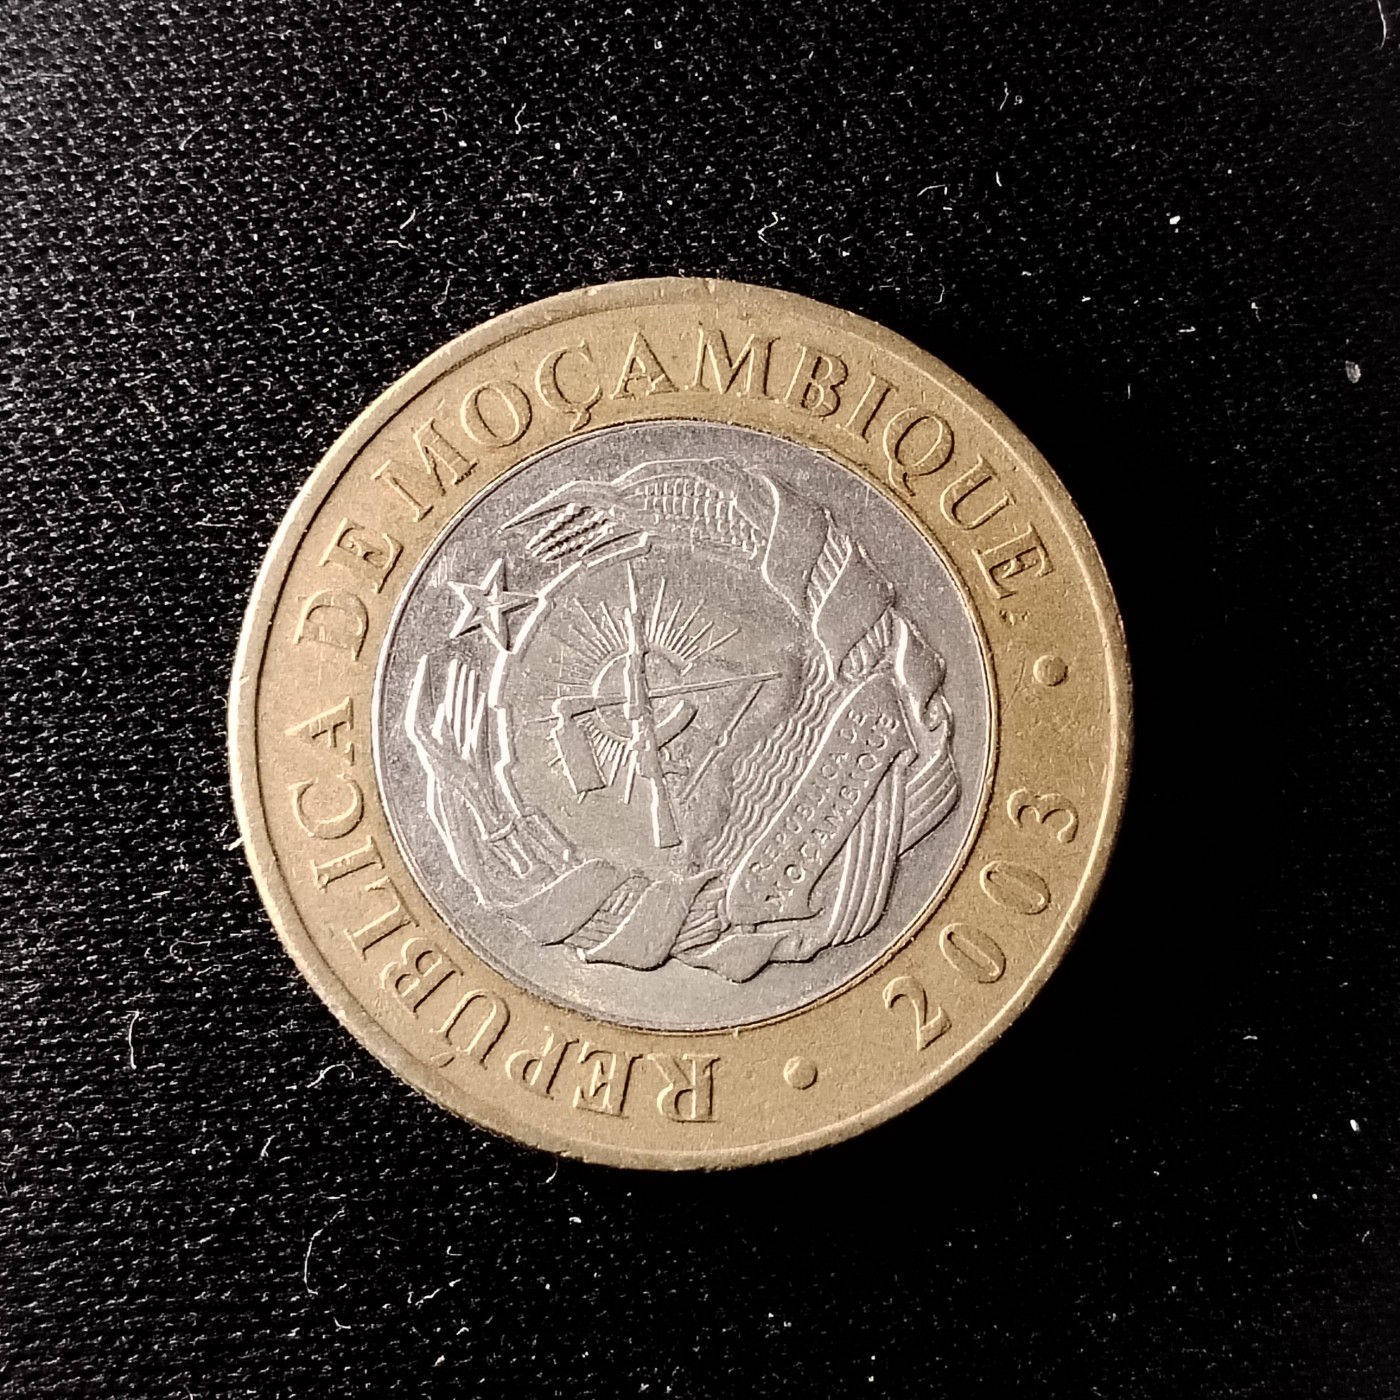 REPÚBLICA DE MOÇAMBIQUE
• 2003 •
REPUBLICA DE
MOÇAMBIQUE